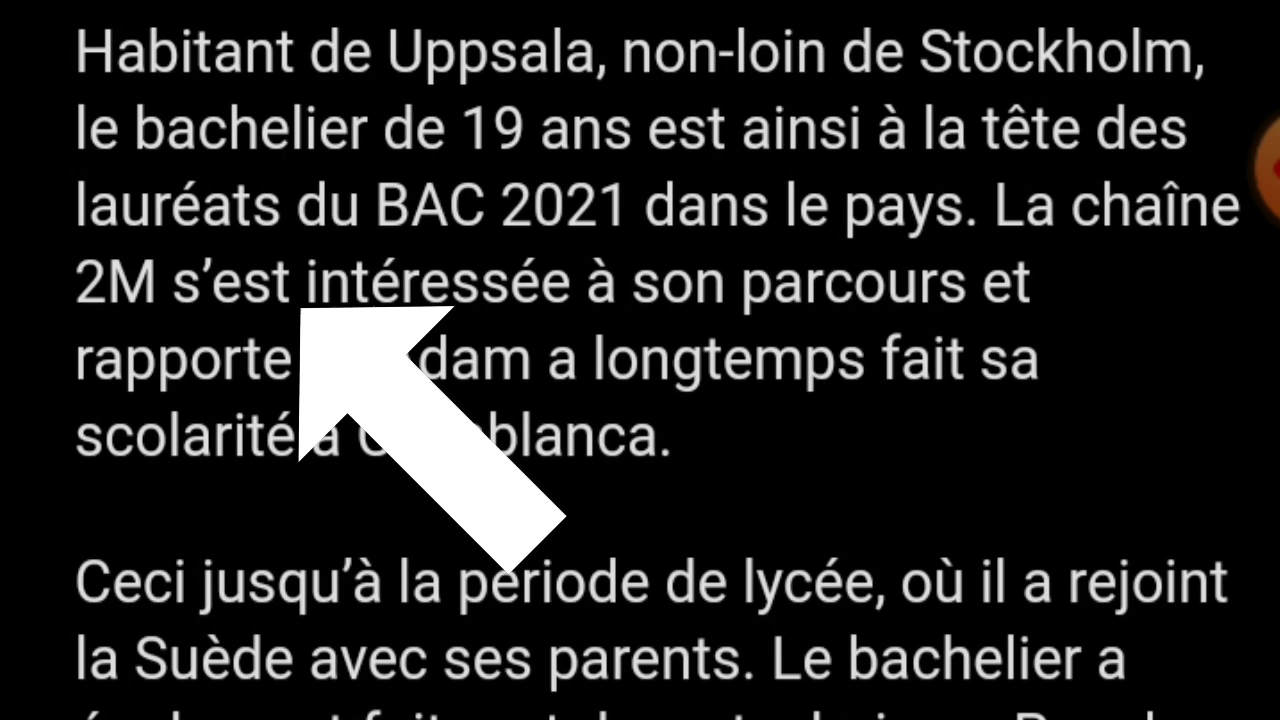 Habitant de Uppsala, non-loin de Stockholm,
le bachelier de 19 ans est ainsi à la tête des
lauréats du BAC 2021 dans le pays. La chaîne
2M s’est intéressée à son parcours et
rapporte a longtemps fait sa
scolarité à
Ceci jusqu’à la période de lycée, où il a rejoint
la Suède avec ses parents. Le bachelier a